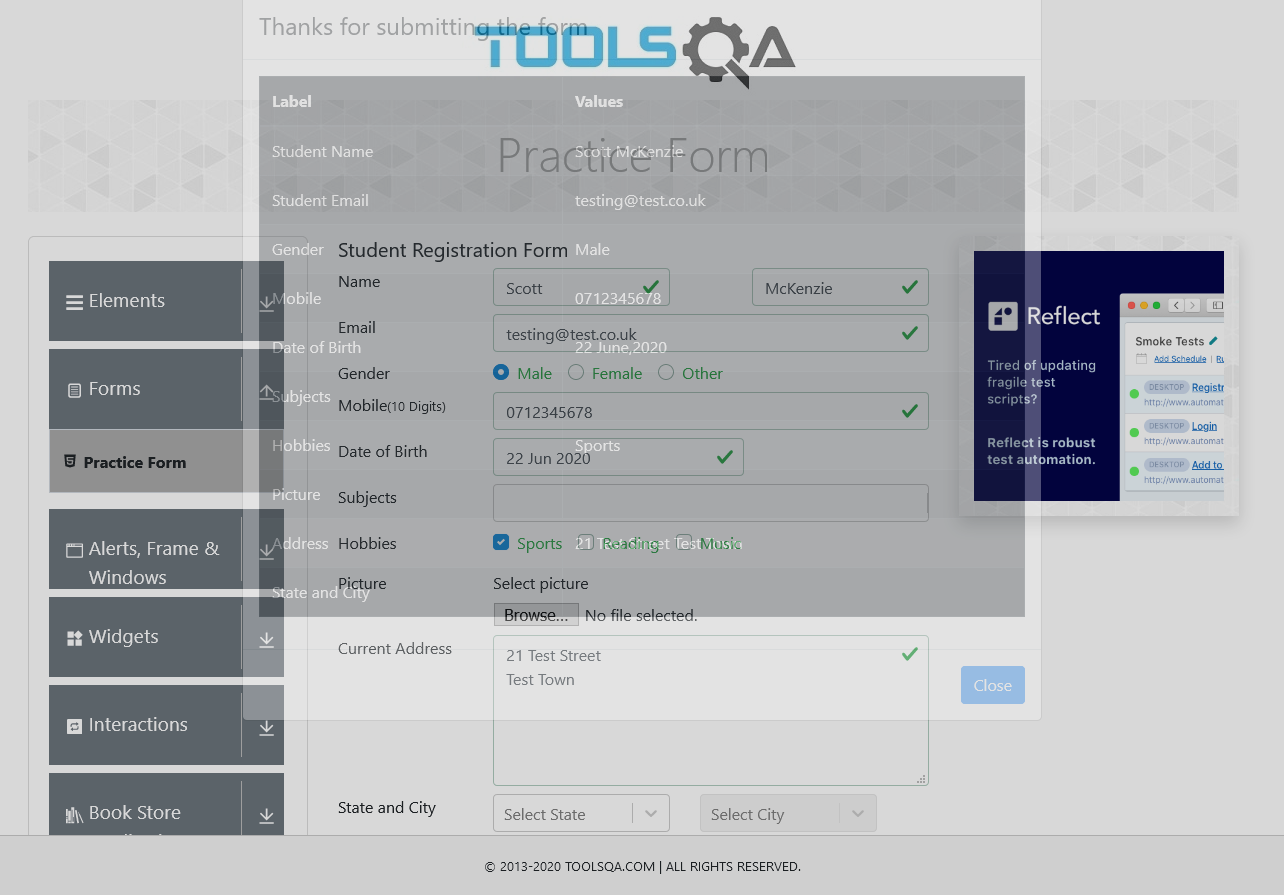 Thanks for submitting the form
TOOLSQA
Label Values
Student Name Scott McKenzie
Practice Form
Student Email testing@test.co.uk
Gender Male
Mobile 0712345678
Date of Birth 22 June,2020
Subjects
Hobbies Sports
Picture
Address 21 Test Street Test Town
State and City
Close
Elements
Forms
Practice Form
Alerts, Frame &
Windows
Widgets
Interactions
Book Store
Student Registration Form
Name Scott McKenzie
Email testing@test.co.uk
Gender Male Female Other
Mobile(10 Digits) 0712345678
Date of Birth 22 Jun 2020
Subjects
Hobbies Sports Reading Music
Picture Select picture
Browse... No file selected.
Current Address 21 Test Street
Test Town
State and City Select State Select City
Reflect
Tired of updating
fragile test
scripts?
Reflect is robust
test automation.
Smoke Tests
Add Schedule | Ru
DESKTOP Registr
http://www.automat
DESKTOP Login
http://www.automat
DESKTOP Add to
http://www.automat
© 2013-2020 TOOLSQA.COM | ALL RIGHTS RESERVED.